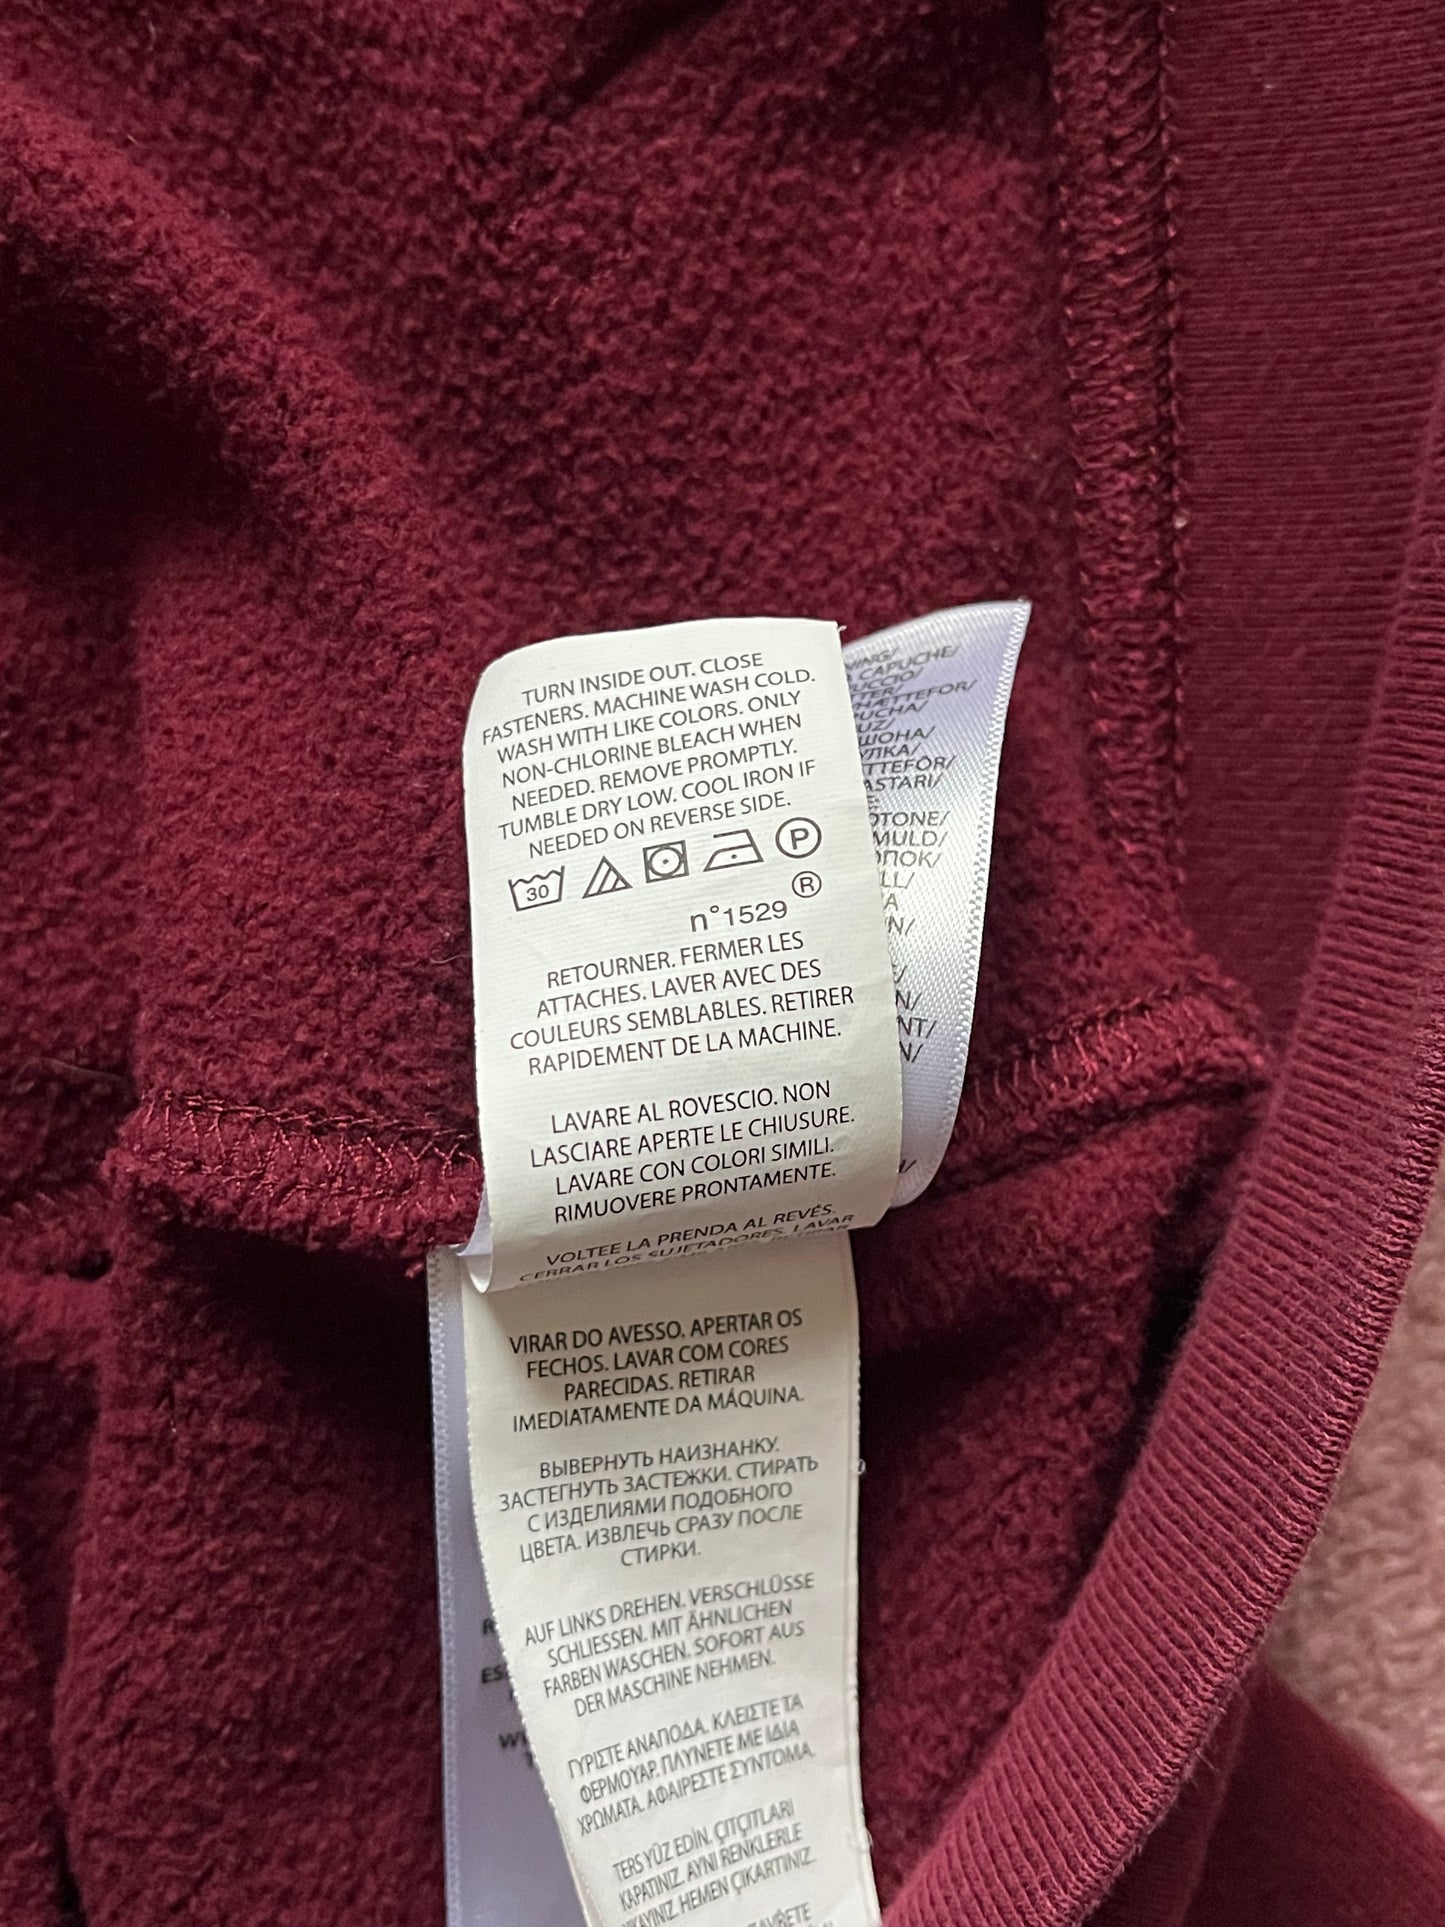 TURN INSIDE OUT. CLOSE
FASTENERS. MACHINE WASH COLD.
WASH WITH LIKE COLORS. ONLY
NON-CHLORINE BLEACH WHEN
NEEDED. REMOVE PROMPTLY.
TUMBLE DRY LOW. COOL IRON IF
NEEDED ON REVERSE SIDE.
30 P
®
n°1529
RETOURNER. FERMER LES
ATTACHES. LAVER AVEC DES
COULEURS SEMBLABLES. RETIRER
RAPIDEMENT DE LA MACHINE.
LAVARE AL ROVESCIO. NON
LASCIARE APERTE LE CHIUSURE.
LAVARE CON COLORI SIMILI.
RIMUOVERE PRONTAMENTE.
VOLTEE LA PRENDA AL REVÉS.
CERRAR LOS SUJETADORES. LAVAR
VIRAR DO AVESSO. APERTAR OS
FECHOS. LAVAR COM CORES
PARECIDAS. RETIRAR
IMEDIATAMENTE DA MÁQUINA.
ВЫВЕРНУТЬ НАИЗНАНКУ.
ЗАСТЕГНУТЬ ЗАСТЕЖКИ. СТИРАТЬ
С ИЗДЕЛИЯМИ ПОДОБНОГО
ЦВЕТА. ИЗВЛЕЧЬ СРАЗУ ПОСЛЕ
СТИРКИ.
AUF LINKS DREHEN. VERSCHLÜSSE
SCHLIESSEN. MIT ÄHNLICHEN
FARBEN WASCHEN. SOFORT AUS
DER MASCHINE NEHMEN.
ΓΥΡΙΣΤΕ ΑΝΑΠΟΔΑ. ΚΛΕΙΣΤΕ ΤΑ
ΦΕΡΜΟΥΑΡ. ΠΛΥΝΕΤΕ ΜΕ ΙΔΙΑ
ΧΡΩΜΑΤΑ. ΑΦΑΙΡΕΣΤΕ ΣΥΝΤΟΜΑ.
TERS YÜZ EDİN. ÇITÇITLARI
KAPATINIZ. AYNI RENKLERLE
YIKAYINIZ. HEMEN ÇIKARTINIZ.
CAPUCHE/